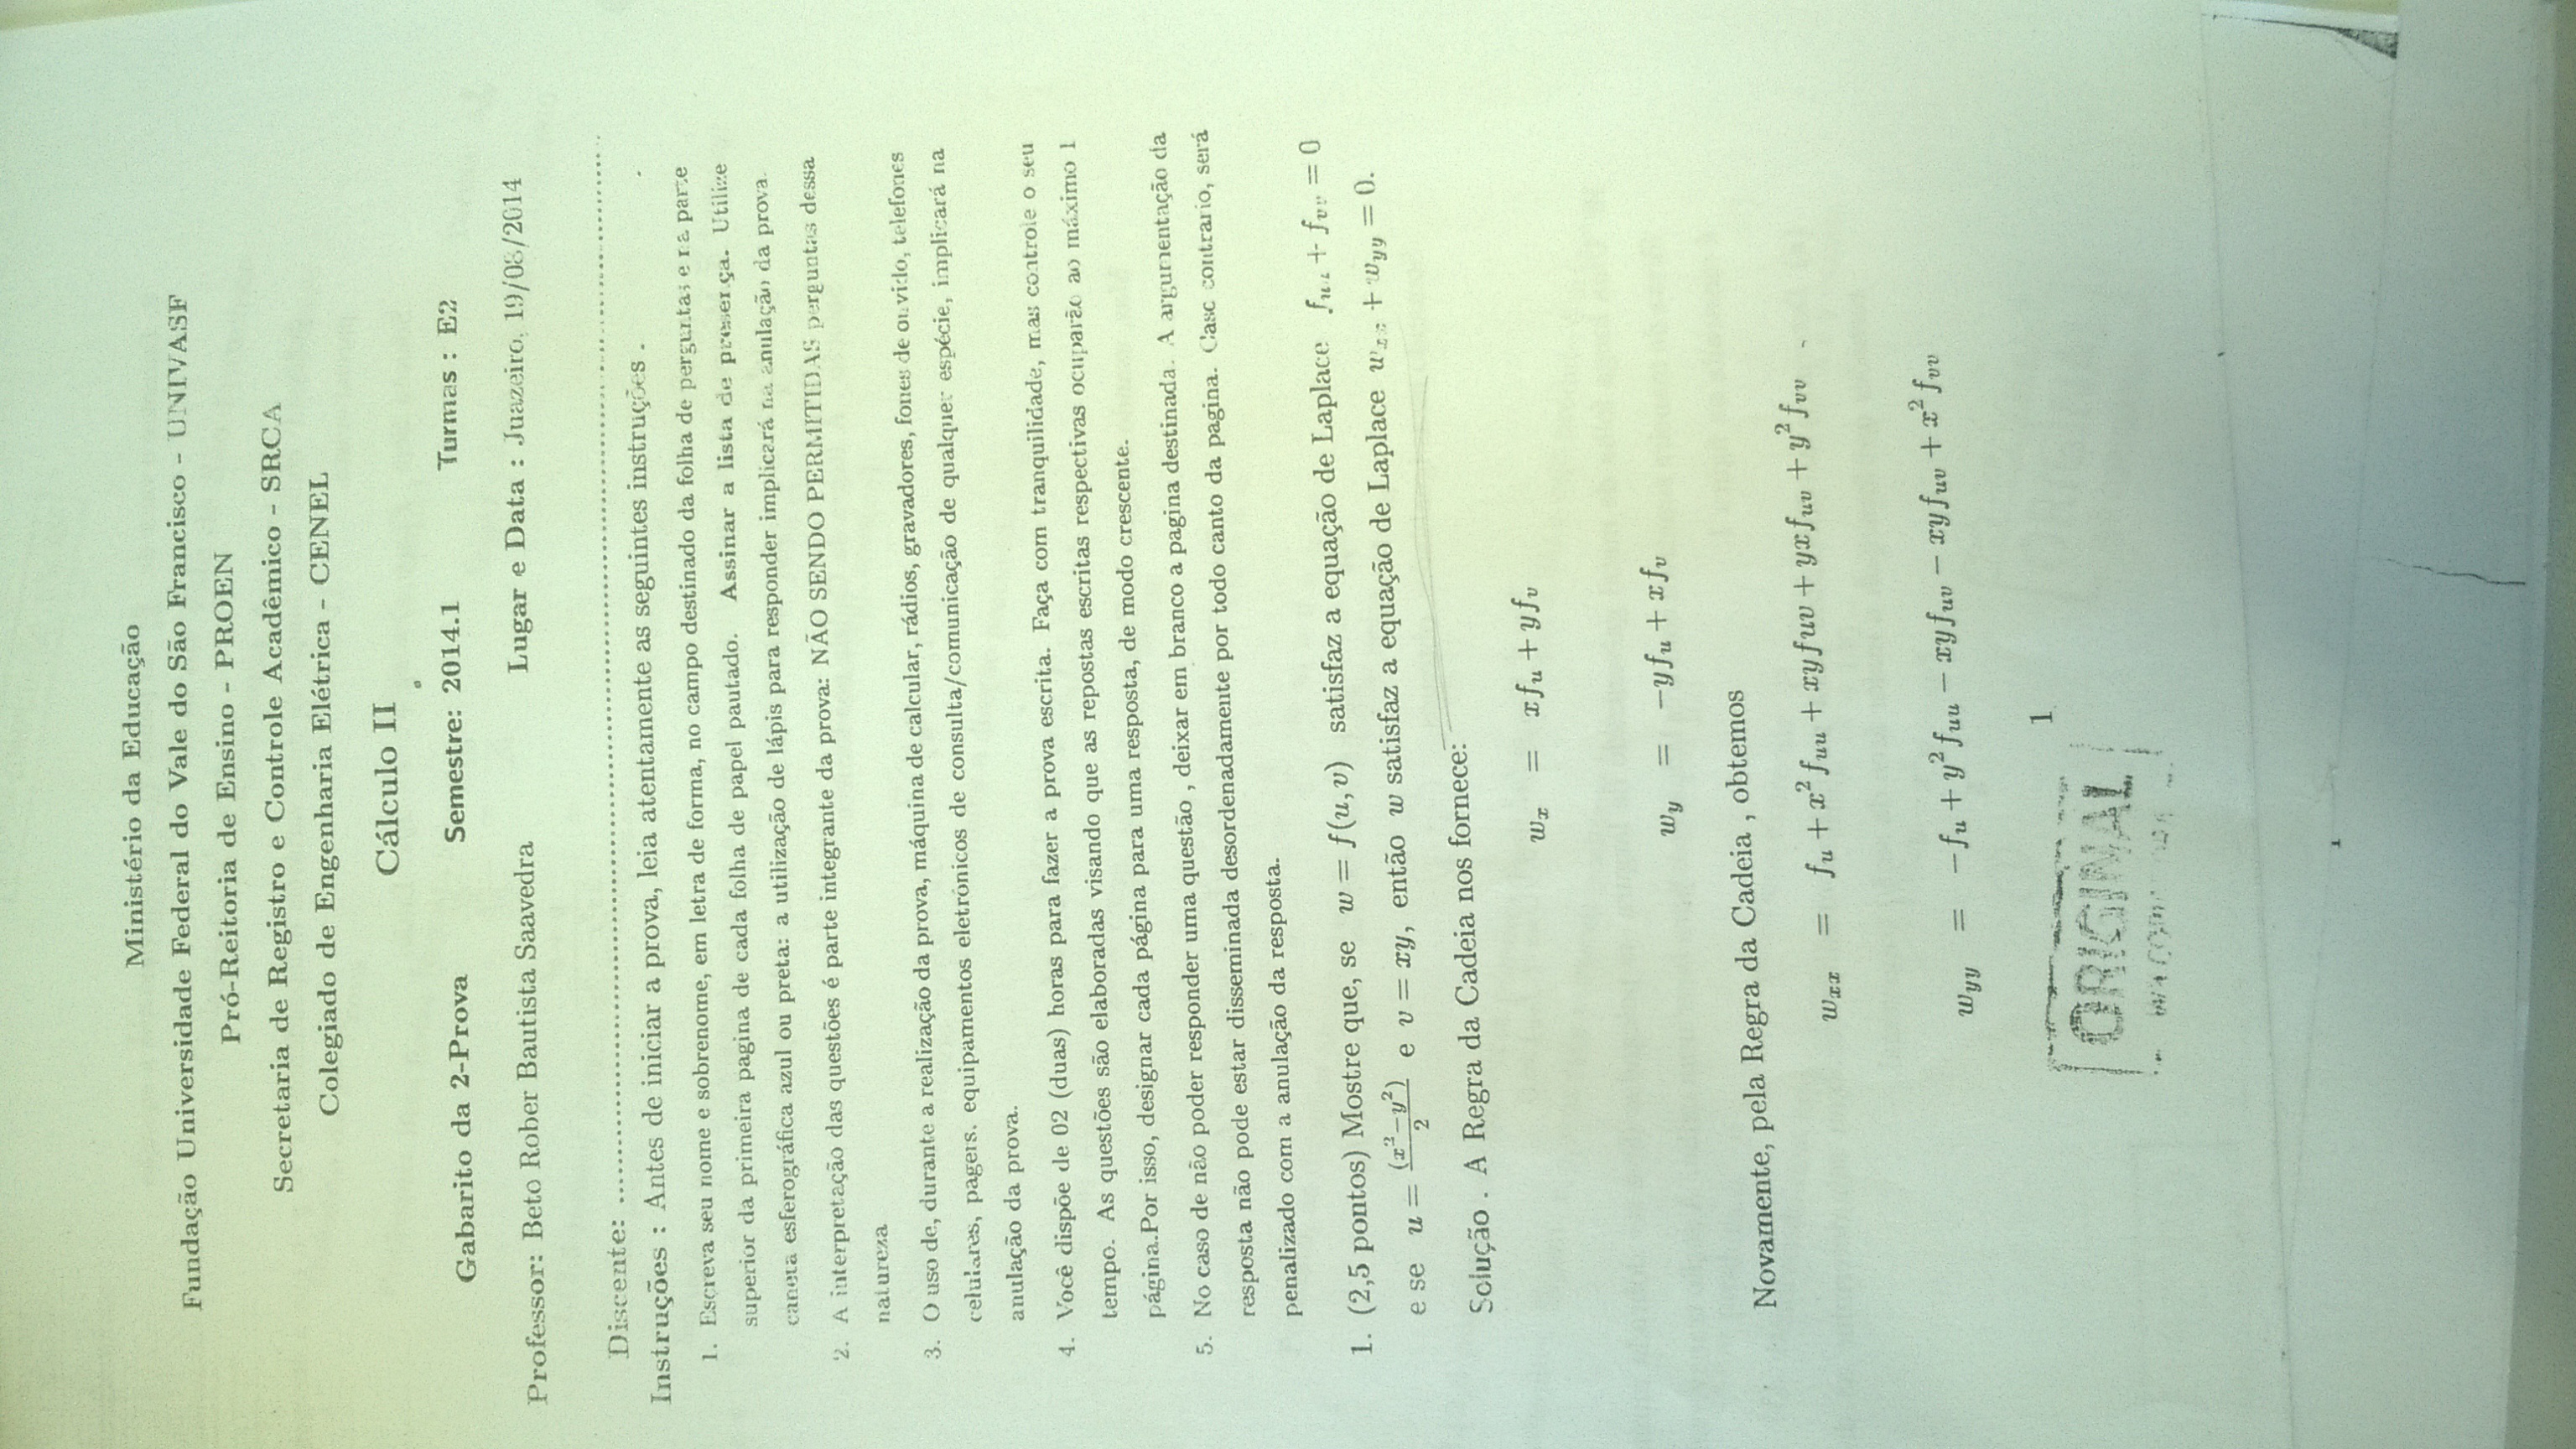 Ministério da Educação
Fundação Universidade Federal do Vale do São Francisco - UNIVASF
Pró-Reitoria de Ensino - PROEN
Secretaria de Registro e Controle Acadêmico - SRCA
Colegiado de Engenharia Elétrica - CENEL
Cálculo II
Gabarito da 2-Prova Semestre: 2014.1 Turmas : E2
Professor: Beto Rober Bautista Saavedra Lugar e Data : Juazeiro, 19/08/2014
Discente: ........................................................................
Instruções : Antes de iniciar a prova, leia atentamente as seguintes instruções .
1. Escreva seu nome e sobrenome, em letra de forma, no campo destinado da folha de perguntas e na parte
superior da primeira pagina de cada folha de papel pautado. Assinar a lista de presença. Utilize
caneta esferográfica azul ou preta: a utilização de lápis para responder implicará na anulação da prova.
2. A interpretação das questões é parte integrante da prova: NÃO SENDO PERMITIDAS perguntas dessa
natureza
3. O uso de, durante a realização da prova, máquina de calcular, rádios, gravadores, fones de ouvido, telefones
celulares, pagers. equipamentos eletrônicos de consulta/comunicação de qualquer espécie, implicará na
anulação da prova.
4. Você dispõe de 02 (duas) horas para fazer a prova escrita. Faça com tranquilidade, mas controle o seu
tempo. As questões são elaboradas visando que as repostas escritas respectivas ocuparão ao máximo 1
página.Por isso, designar cada página para uma resposta, de modo crescente.
5. No caso de não poder responder uma questão , deixar em branco a pagina destinada. A argumentação da
resposta não pode estar disseminada desordenadamente por todo canto da pagina. Caso contrario, será
penalizado com a anulação da resposta.
1. (2,5 pontos) Mostre que, se w = f(u, v) satisfaz a equação de Laplace f_{uu} + f_{vv} = 0
e se u = (x²−y²)/2 e v = xy, então w satisfaz a equação de Laplace w_{xx} + w_{yy} = 0.
Solução . A Regra da Cadeia nos fornece:
w_x = xf_u + yf_v
w_y = −yf_u + xf_v
Novamente, pela Regra da Cadeia , obtemos
w_{xx} = f_u + x²f_{uu} + xyfuv + yxf_{uv} + y²f_{vv}
w_{yy} = −f_u + y²f_{uu} − xyf_{uv} − xyf_{uv} + x²f_{vv}
1
ORIGINAL